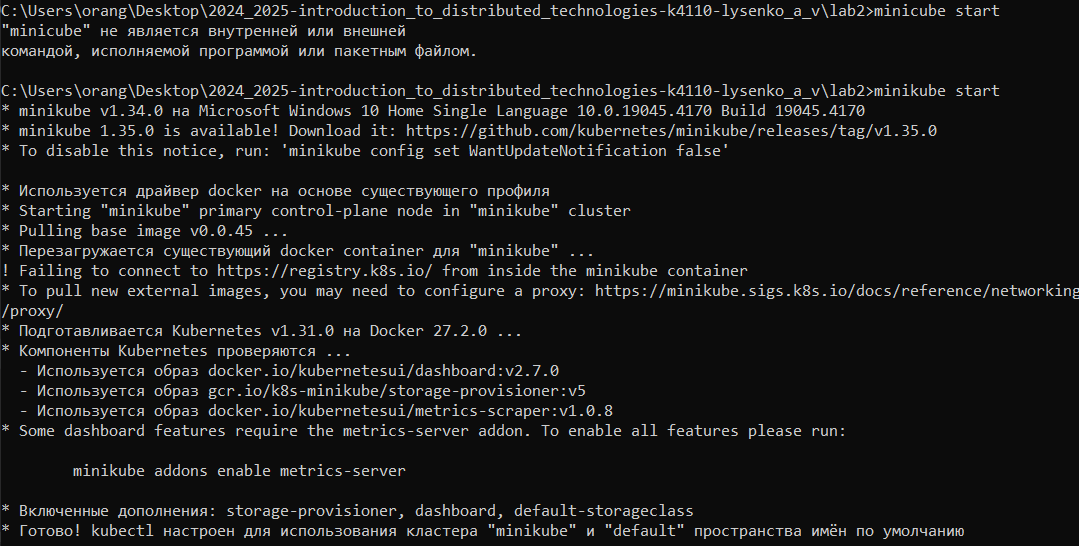 C:\Users\orang\Desktop\2024_2025-introduction_to_distributed_technologies-k4110-lysenko_a_v\lab2>minicube start
"minicube" не является внутренней или внешней
командой, исполняемой программой или пакетным файлом.
C:\Users\orang\Desktop\2024_2025-introduction_to_distributed_technologies-k4110-lysenko_a_v\lab2>minikube start
* minikube v1.34.0 на Microsoft Windows 10 Home Single Language 10.0.19045.4170 Build 19045.4170
* minikube 1.35.0 is available! Download it: https://github.com/kubernetes/minikube/releases/tag/v1.35.0
* To disable this notice, run: 'minikube config set WantUpdateNotification false'
* Используется драйвер docker на основе существующего профиля
* Starting "minikube" primary control-plane node in "minikube" cluster
* Pulling base image v0.0.45 ...
* Перезагружается существующий docker container для "minikube" ...
! Failing to connect to https://registry.k8s.io/ from inside the minikube container
* To pull new external images, you may need to configure a proxy: https://minikube.sigs.k8s.io/docs/reference/networking
/proxy/
* Подготавливается Kubernetes v1.31.0 на Docker 27.2.0 ...
* Компоненты Kubernetes проверяются ...
  - Используется образ docker.io/kubernetesui/dashboard:v2.7.0
  - Используется образ gcr.io/k8s-minikube/storage-provisioner:v5
  - Используется образ docker.io/kubernetesui/metrics-scraper:v1.0.8
* Some dashboard features require the metrics-server addon. To enable all features please run:
        minikube addons enable metrics-server
* Включенные дополнения: storage-provisioner, dashboard, default-storageclass
* Готово! kubectl настроен для использования кластера "minikube" и "default" пространства имён по умолчанию